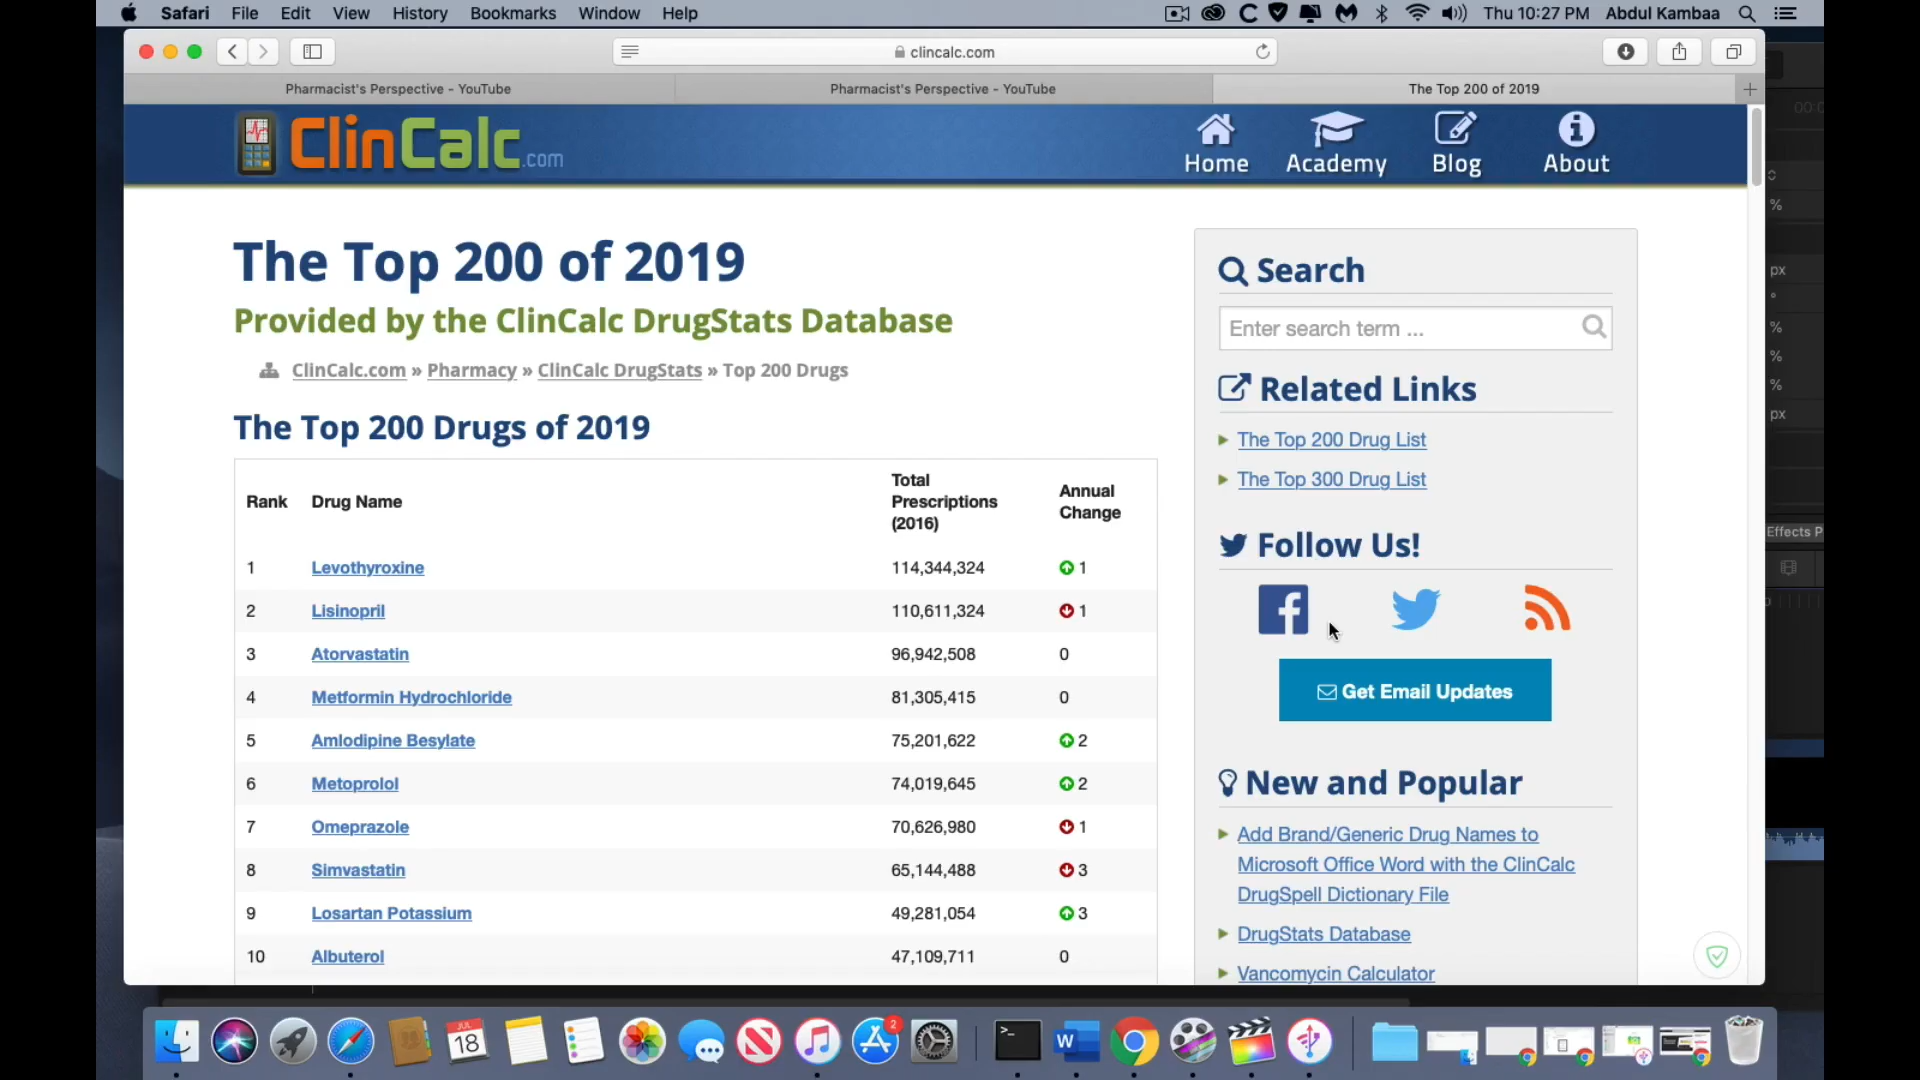 Safari File Edit View History Bookmarks Window Help Thu 10:27 PM Abdul Kambaa
clincalc.com
Pharmacist's Perspective - YouTube
Pharmacist's Perspective - YouTube
The Top 200 of 2019
ClinCalc.com
Home
Academy
Blog
About
The Top 200 of 2019
Provided by the ClinCalc DrugStats Database
ClinCalc.com » Pharmacy » ClinCalc DrugStats » Top 200 Drugs
The Top 200 Drugs of 2019
Rank Drug Name Total Prescriptions (2016) Annual Change
1 Levothyroxine 114,344,324 1
2 Lisinopril 110,611,324 1
3 Atorvastatin 96,942,508 0
4 Metformin Hydrochloride 81,305,415 0
5 Amlodipine Besylate 75,201,622 2
6 Metoprolol 74,019,645 2
7 Omeprazole 70,626,980 1
8 Simvastatin 65,144,488 3
9 Losartan Potassium 49,281,054 3
10 Albuterol 47,109,711 0
Search
Enter search term ...
Related Links
The Top 200 Drug List
The Top 300 Drug List
Follow Us!
Get Email Updates
New and Popular
Add Brand/Generic Drug Names to
Microsoft Office Word with the ClinCalc
DrugSpell Dictionary File
DrugStats Database
Vancomycin Calculator
%
px
°
%
%
%
px
Effects P
JUL
18
2
W